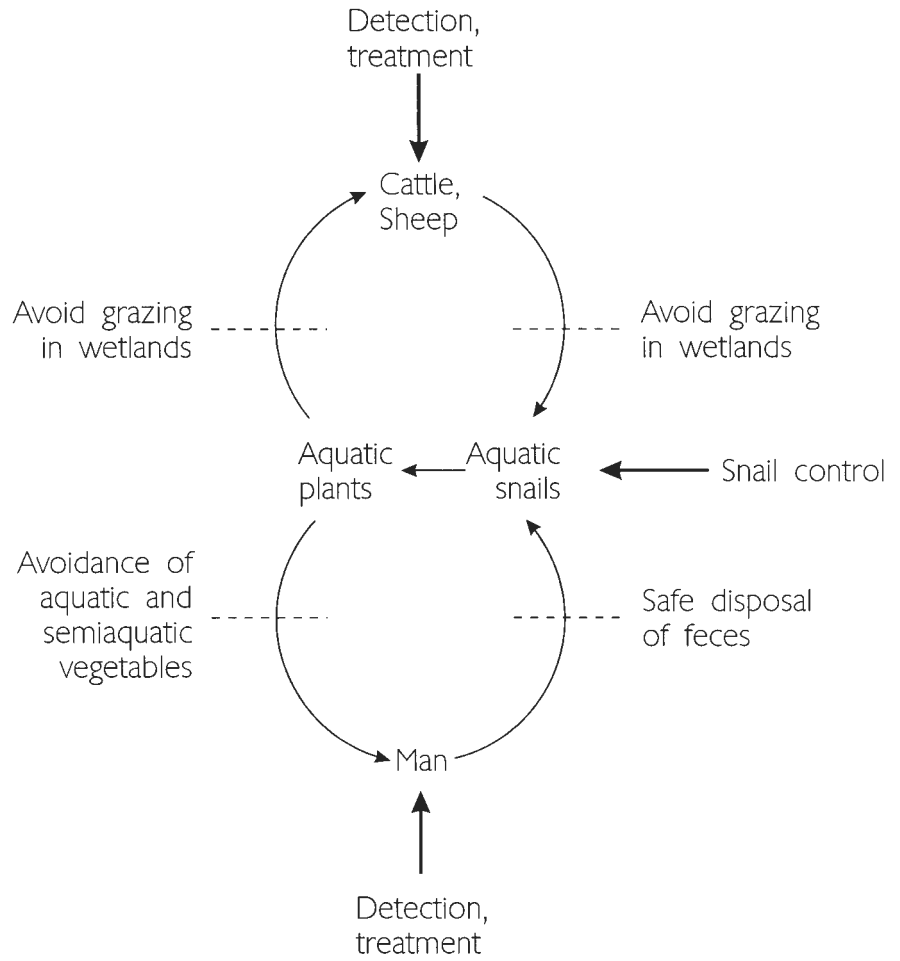 Detection,
treatment
Cattle,
Sheep
Avoid grazing
in wetlands
Avoid grazing
in wetlands
Aquatic
plants
Aquatic
snails
Snail control
Avoidance of
aquatic and
semiaquatic
vegetables
Safe disposal
of feces
Man
Detection,
treatment